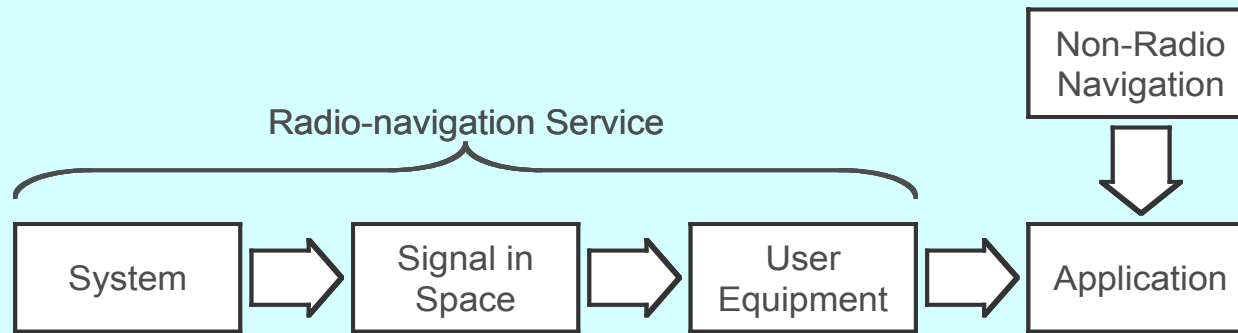 Non-Radio
Navigation
Radio-navigation Service
System
Signal in
Space
User
Equipment
Application